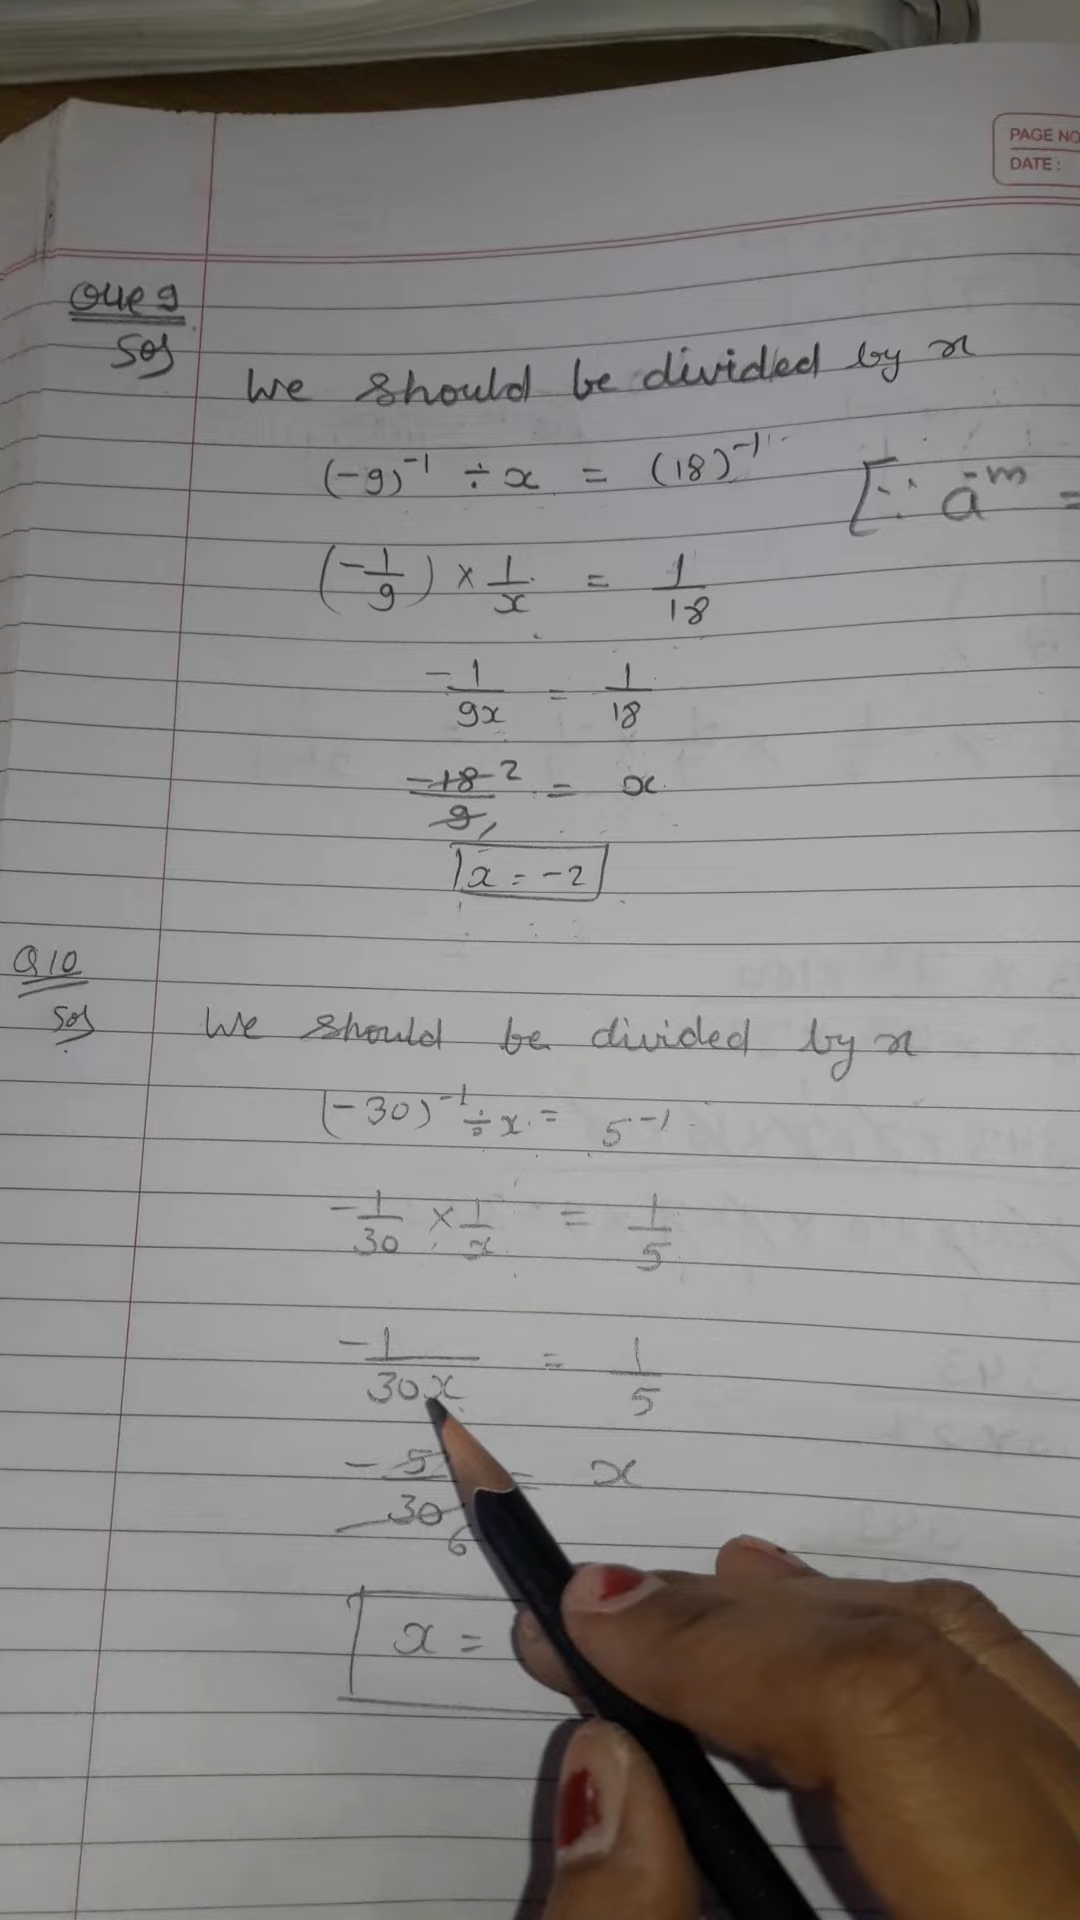 PAGE NO
DATE :
Que 9
Sol
We should be divided by x
(-9)⁻¹ ÷ x = (18)⁻¹ [∵ a⁻ᵐ =
(-1/9) × 1/x = 1/18
-1/9x = 1/18
-18 2/9 = x
x = -2
Q10
Sol
We should be divided by x
(-30)⁻¹ ÷ x = 5⁻¹
-1/30 × 1/x = 1/5
-1/30x = 1/5
-5/30 6 = x
x =